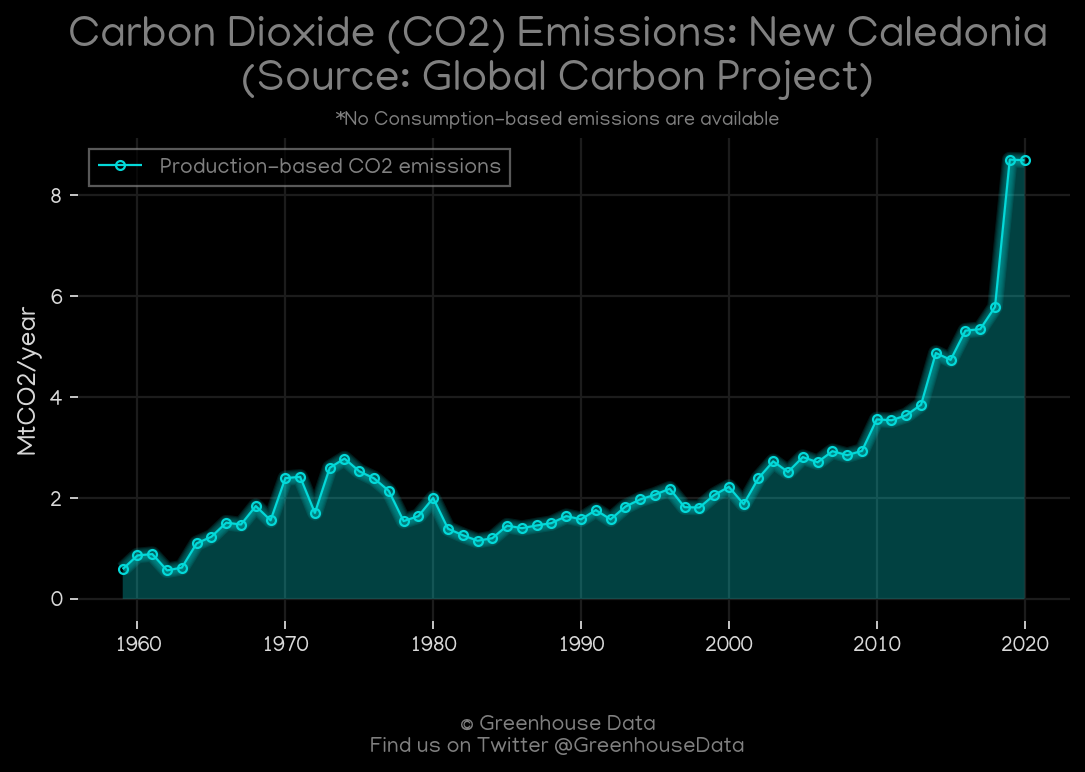 Carbon Dioxide (CO2) Emissions: New Caledonia
(Source: Global Carbon Project)
*No Consumption-based emissions are available
Production-based CO2 emissions
MtCO2/year
8
6
4
2
0
1960 1970 1980 1990 2000 2010 2020
© Greenhouse Data
Find us on Twitter @GreenhouseData